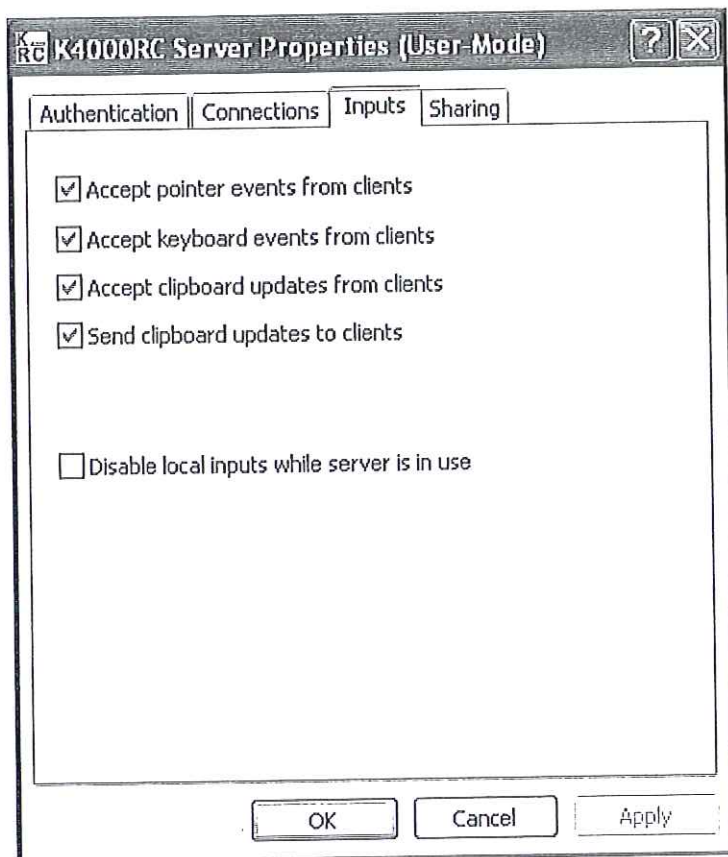 K
RC
K4000RC Server Properties (User-Mode)
?
Authentication
Connections
Inputs
Sharing
Accept pointer events from clients
Accept keyboard events from clients
Accept clipboard updates from clients
Send clipboard updates to clients
Disable local inputs while server is in use
OK
Cancel
Apply